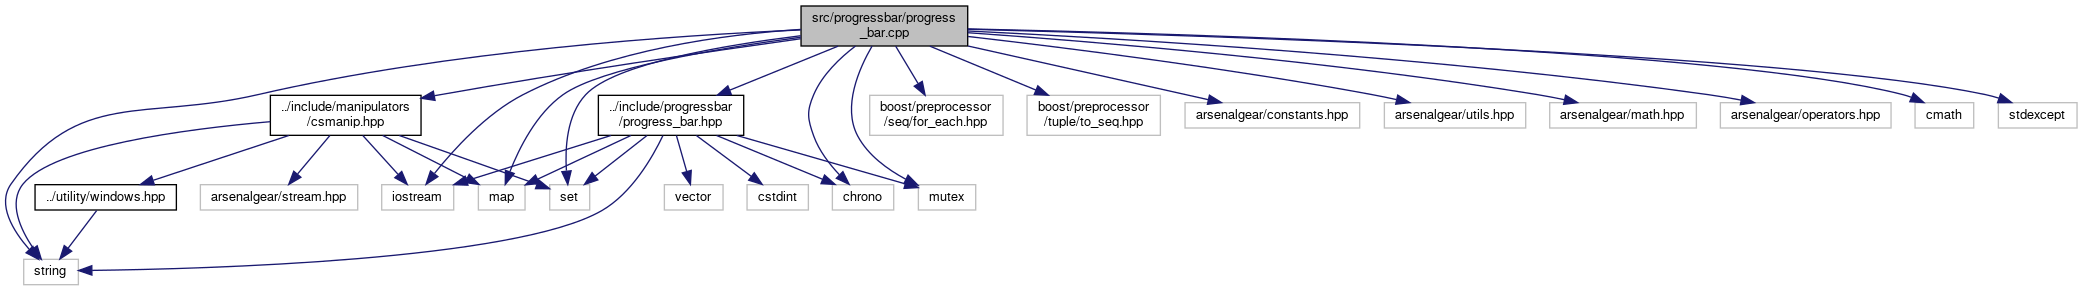 src/progressbar/progress
_bar.cpp
../include/manipulators
/csmanip.hpp
../include/progressbar
/progress_bar.hpp
boost/preprocessor
/seq/for_each.hpp
boost/preprocessor
/tuple/to_seq.hpp
arsenalgear/constants.hpp
arsenalgear/utils.hpp
arsenalgear/math.hpp
arsenalgear/operators.hpp
cmath
stdexcept
../utility/windows.hpp
arsenalgear/stream.hpp
iostream
map
set
vector
cstdint
chrono
mutex
string